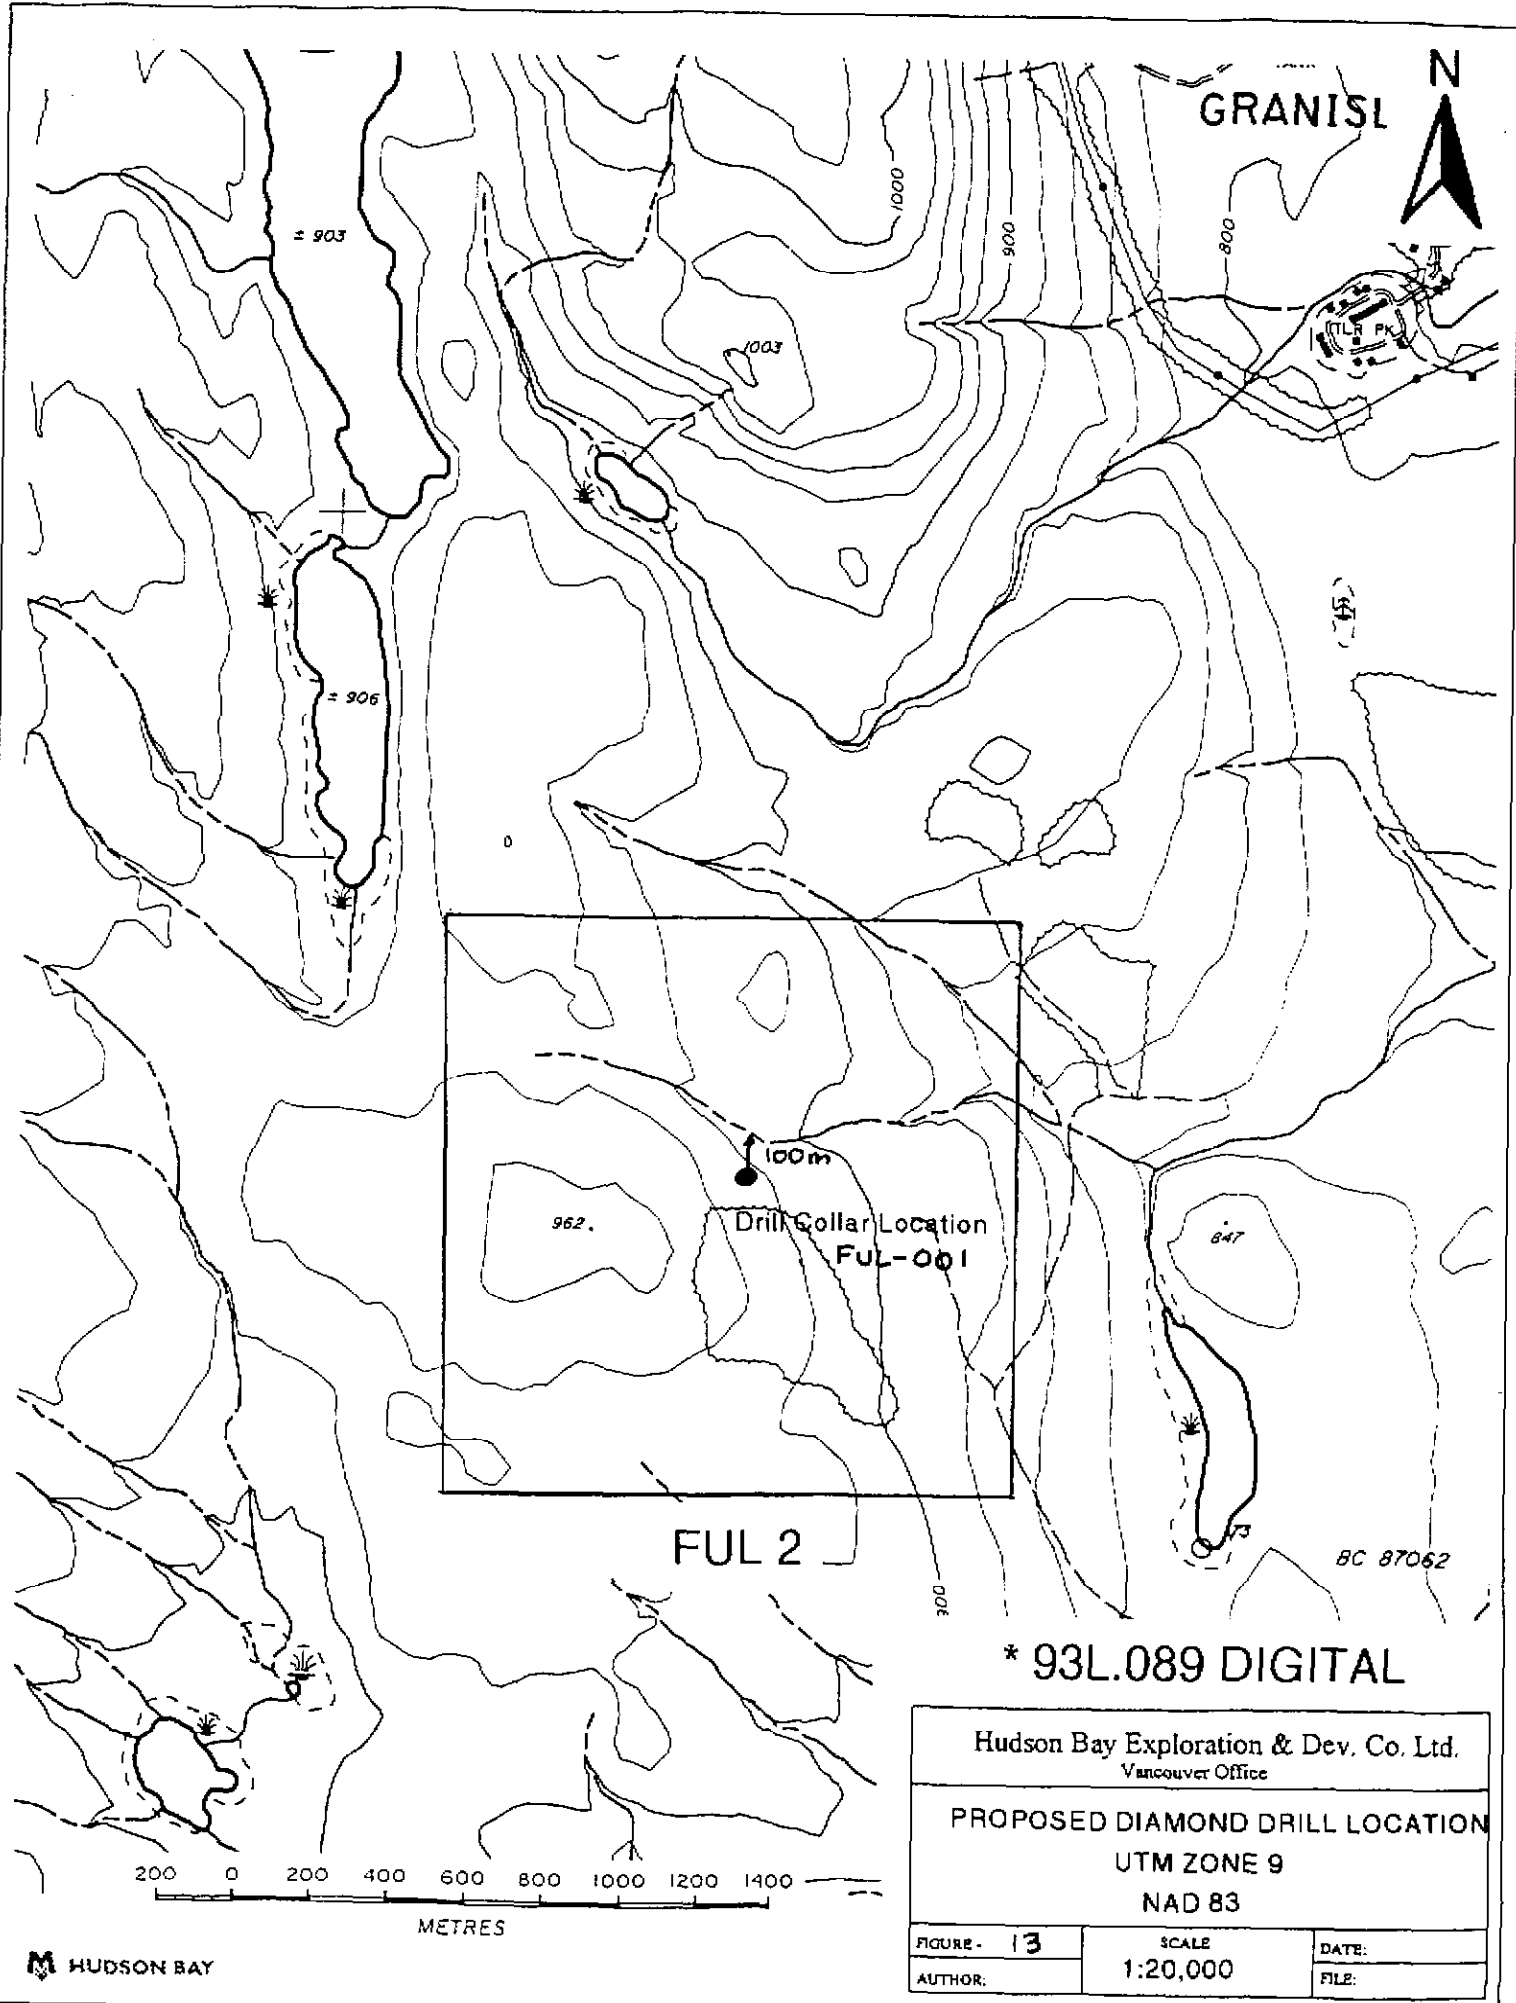 N
GRANISL
1000
900
800
± 903
1003
TLR PK
± 906
100m
962.
Drill Collar Location
FUL-001
847
FUL 2
BC 87062
900
* 93L.089 DIGITAL
Hudson Bay Exploration & Dev. Co. Ltd.
Vancouver Office
PROPOSED DIAMOND DRILL LOCATION
UTM ZONE 9
NAD 83
200 0 200 400 600 800 1000 1200 1400
METRES
FIGURE- 13
SCALE
1:20,000
DATE:
AUTHOR:
FILE:
HUDSON BAY